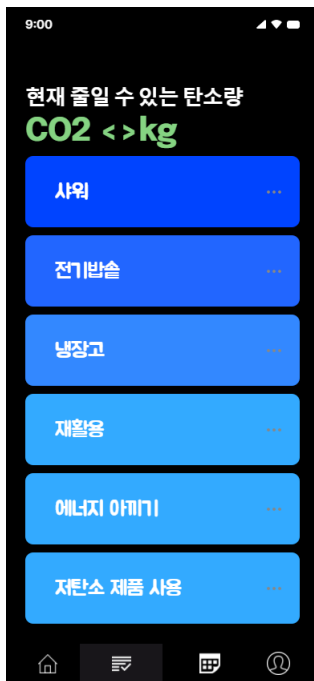 9:00
현재 줄일 수 있는 탄소량
CO2 <>kg
샤워
전기밥솥
냉장고
재활용
에너지 아끼기
저탄소 제품 사용